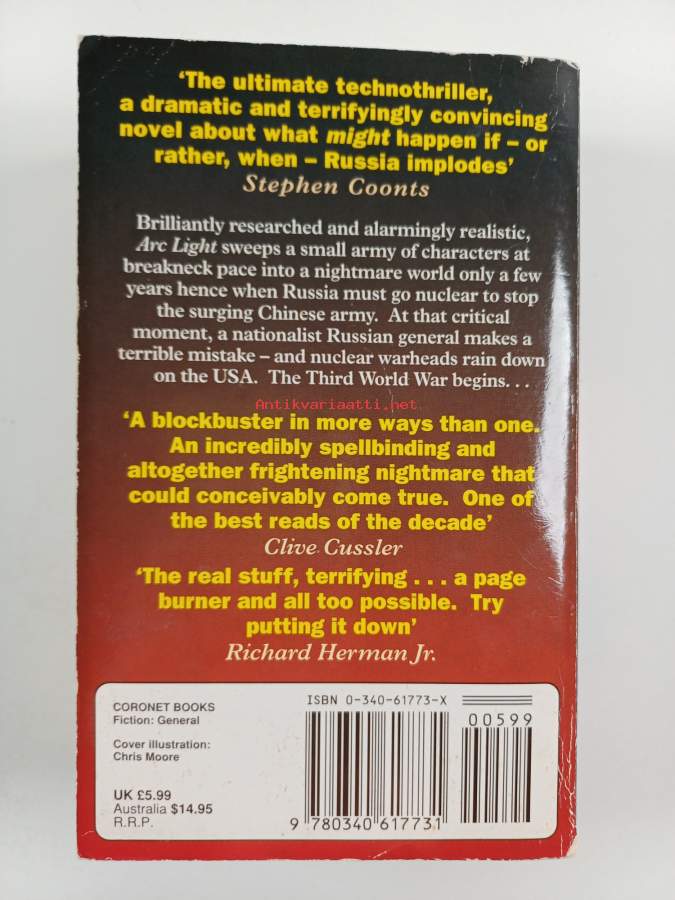 ‘The ultimate technothriller,
a dramatic and terrifyingly convincing
novel about what might happen if – or
rather, when – Russia implodes’
Stephen Coonts
Brilliantly researched and alarmingly realistic,
Arc Light sweeps a small army of characters at
breakneck pace into a nightmare world only a few
years hence when Russia must go nuclear to stop
the surging Chinese army. At that critical
moment, a nationalist Russian general makes a
terrible mistake – and nuclear warheads rain down
on the USA. The Third World War begins. . .
Antikvariaatti.net
‘A blockbuster in more ways than one.
An incredibly spellbinding and
altogether frightening nightmare that
could conceivably come true. One of
the best reads of the decade’
Clive Cussler
‘The real stuff, terrifying . . . a page
burner and all too possible. Try
putting it down’
Richard Herman Jr.
CORONET BOOKS
Fiction: General
Cover illustration:
Chris Moore
UK £5.99
Australia $14.95
R.R.P.
ISBN 0-340-61773-X
00599
9 780340 617731